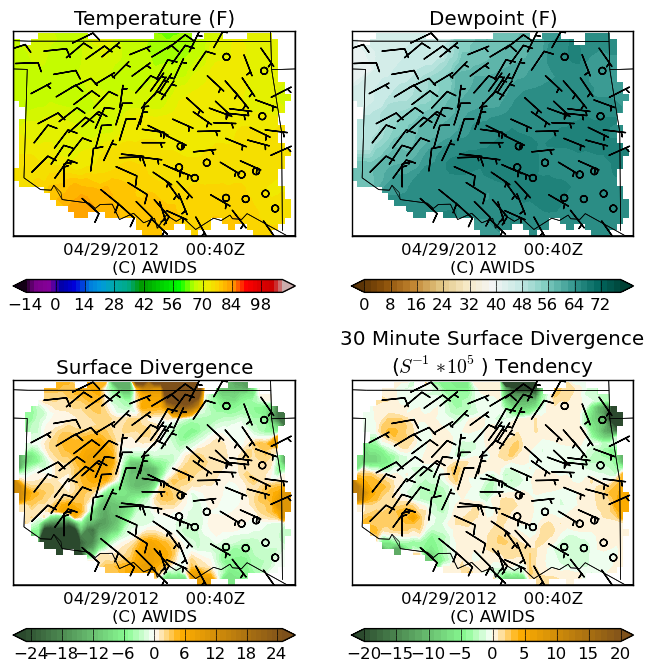 Temperature (F)
Dewpoint (F)
04/29/2012 00:40Z
(C) AWIDS
04/29/2012 00:40Z
(C) AWIDS
−14 0 14 28 42 56 70 84 98
0 8 16 24 32 40 48 56 64 72
Surface Divergence
30 Minute Surface Divergence
(S⁻¹ *10⁵ ) Tendency
04/29/2012 00:40Z
(C) AWIDS
04/29/2012 00:40Z
(C) AWIDS
−24 −18 −12 −6 0 6 12 18 24
−20 −15 −10 −5 0 5 10 15 20